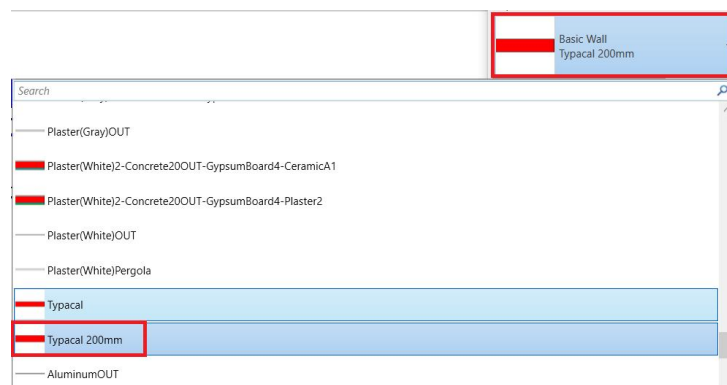 Basic Wall
Typacal 200mm
Search
Plaster(Gray)OUT
Plaster(White)2-Concrete20OUT-GypsumBoard4-CeramicA1
Plaster(White)2-Concrete20OUT-GypsumBoard4-Plaster2
Plaster(White)OUT
Plaster(White)Pergola
Typacal
Typacal 200mm
AluminumOUT